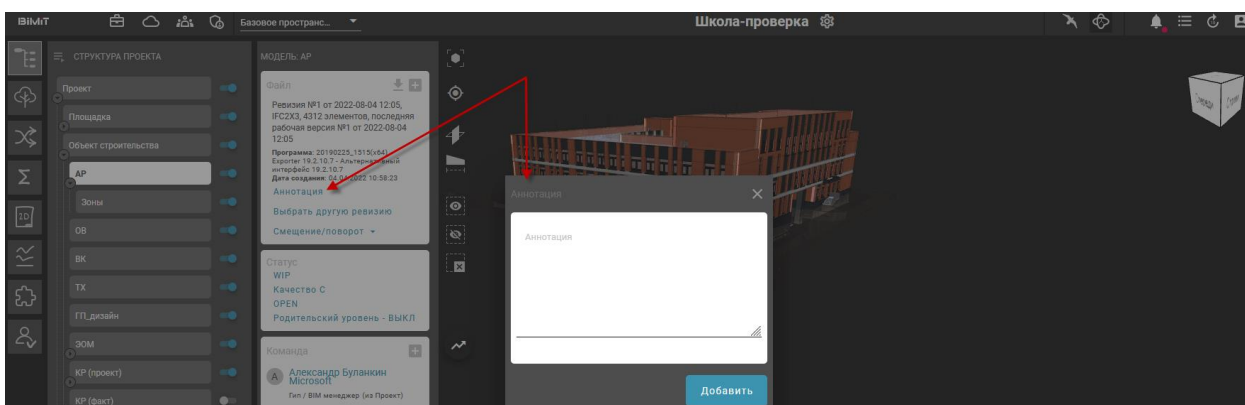 BIMIT
Базовое пространс...
Школа-проверка
СТРУКТУРА ПРОЕКТА
Проект
Площадка
Объект строительства
АР
Зоны
ОВ
ВК
ТХ
ГП_дизайн
ЭОМ
КР (проект)
КР (факт)
2D
МОДЕЛЬ: АР
Файл
Ревизия №1 от 2022-08-04 12:05,
IFC2X3, 4312 элементов, последняя
рабочая версия №1 от 2022-08-04
12:05
Программа: 20190225_1515(x64) -
Exporter 19.2.10.7 - Альтернативный
интерфейс 19.2.10.7
Дата создания: 04.04.2022 10:58:23
Аннотация
Выбрать другую ревизию
Смещение/поворот
Статус
WIP
Качество C
OPEN
Родительский уровень - ВЫКЛ
Команда
А
Александр Буланкин
Microsoft
Гип / BIM менеджер (из Проект)
Аннотация
Аннотация
Добавить